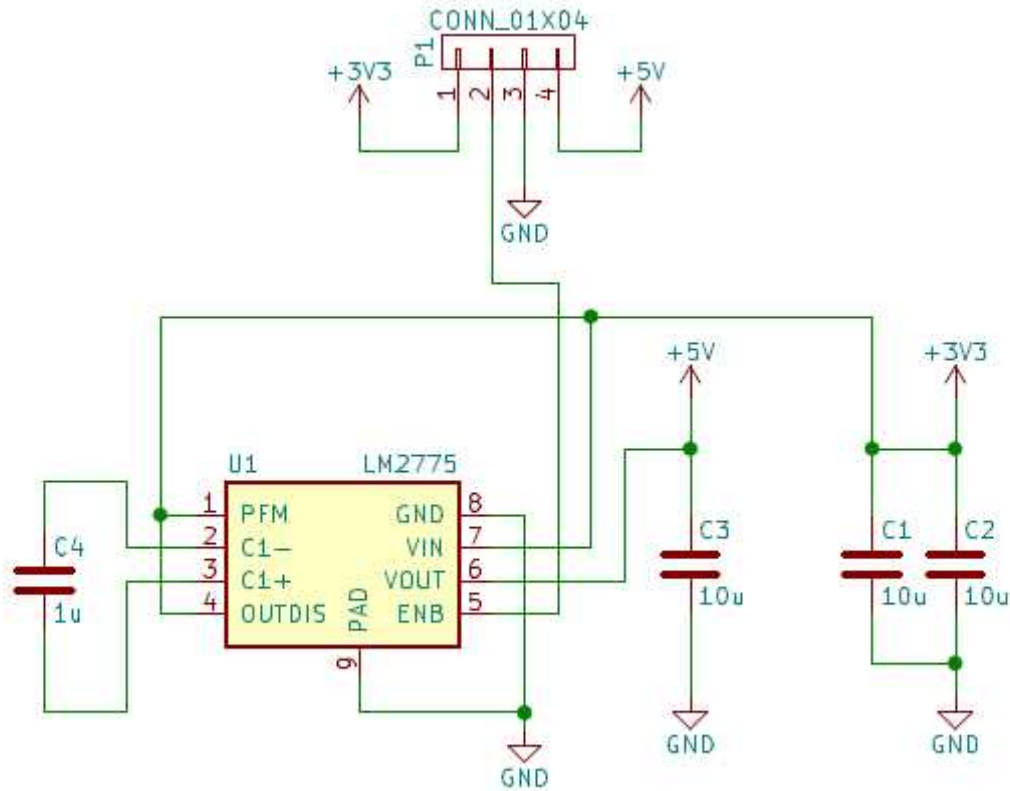 CONN_01X04
P1
+3V3
+5V
1 2 3 4
GND
+5V
+3V3
U1 LM2775
1 PFM GND 8
2 C1- VIN 7
3 C1+ VOUT 6
4 OUTDIS ENB 5
PAD
9
C4
1u
C3
10u
C1
10u
C2
10u
GND
GND
GND